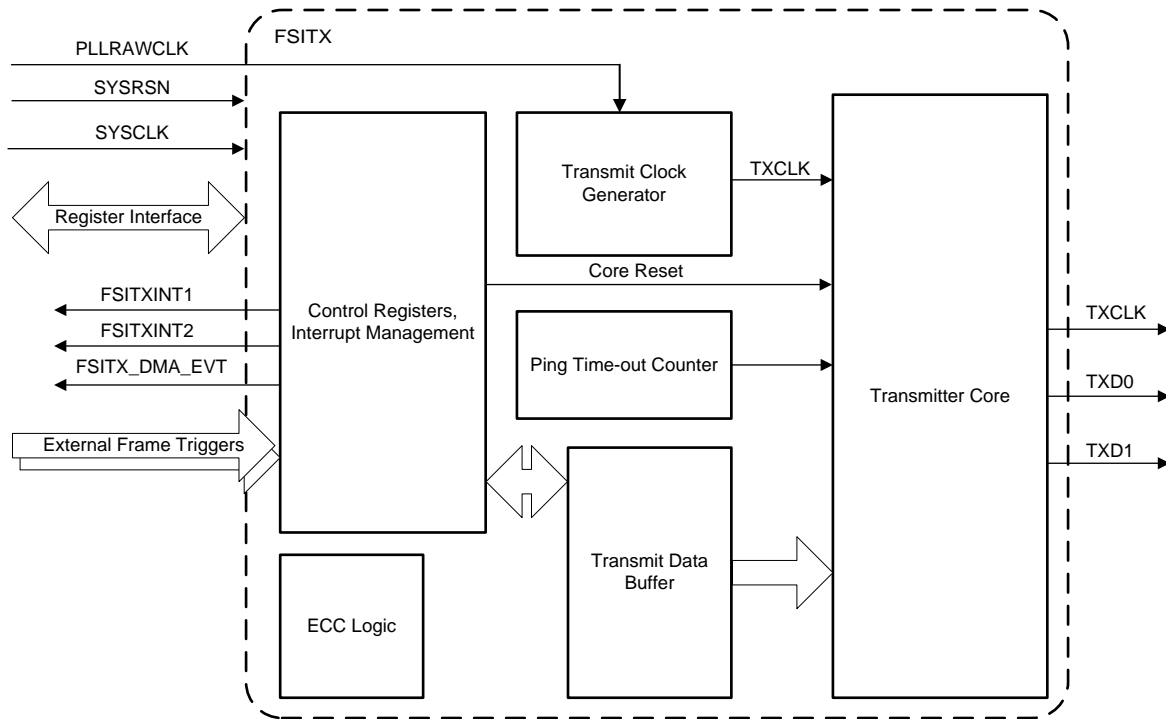 FSITX
PLLRAWCLK
SYSRSN
SYSCLK
Register Interface
FSITXINT1
FSITXINT2
FSITX_DMA_EVT
External Frame Triggers
Control Registers,
Interrupt Management
ECC Logic
Transmit Clock
Generator
TXCLK
Core Reset
Ping Time-out Counter
Transmit Data
Buffer
Transmitter Core
TXCLK
TXD0
TXD1